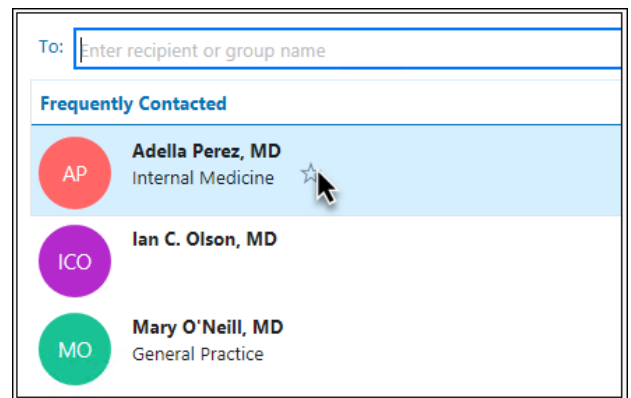 To: Enter recipient or group name
Frequently Contacted
AP
Adella Perez, MD
Internal Medicine
ICO
Ian C. Olson, MD
MO
Mary O'Neill, MD
General Practice